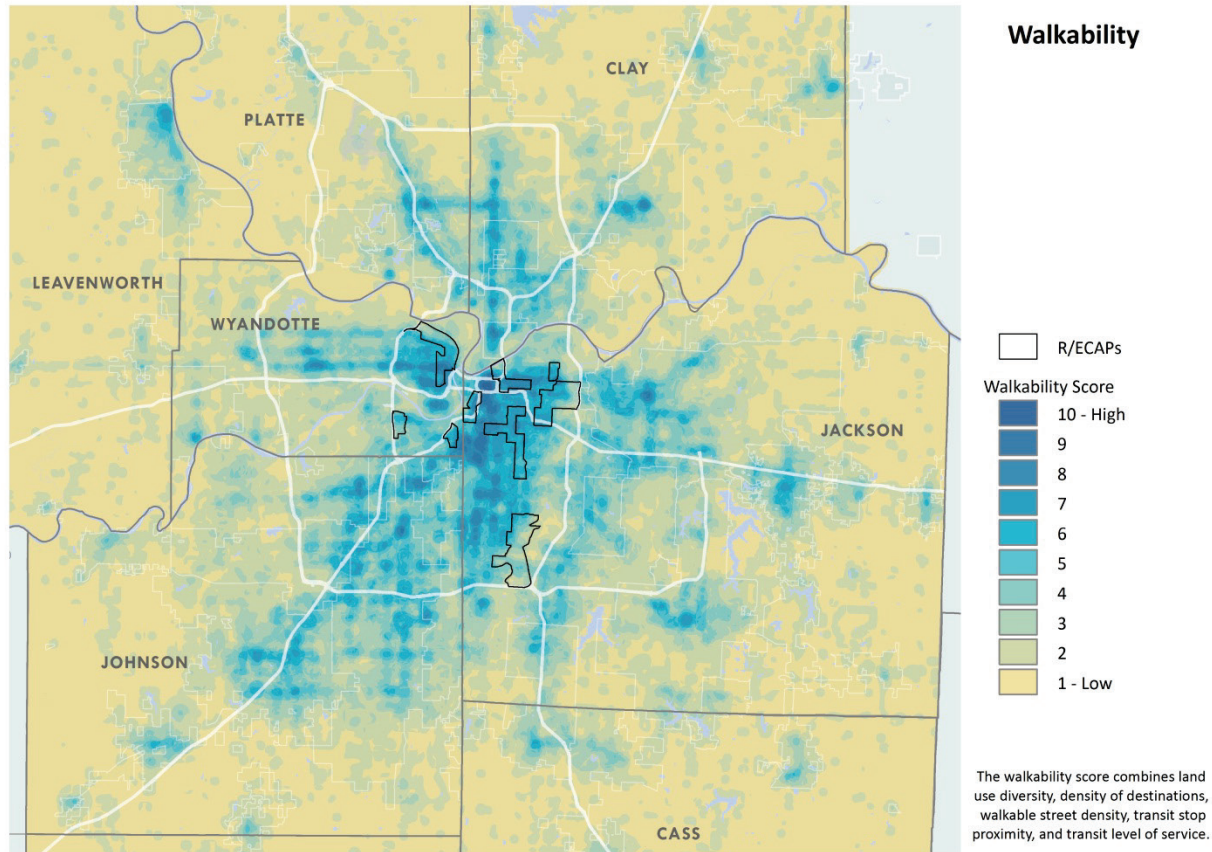 Walkability
CLAY
PLATTE
LEAVENWORTH
WYANDOTTE
JACKSON
JOHNSON
CASS
R/ECAPs
Walkability Score
10 - High
9
8
7
6
5
4
3
2
1 - Low
The walkability score combines land
use diversity, density of destinations,
walkable street density, transit stop
proximity, and transit level of service.